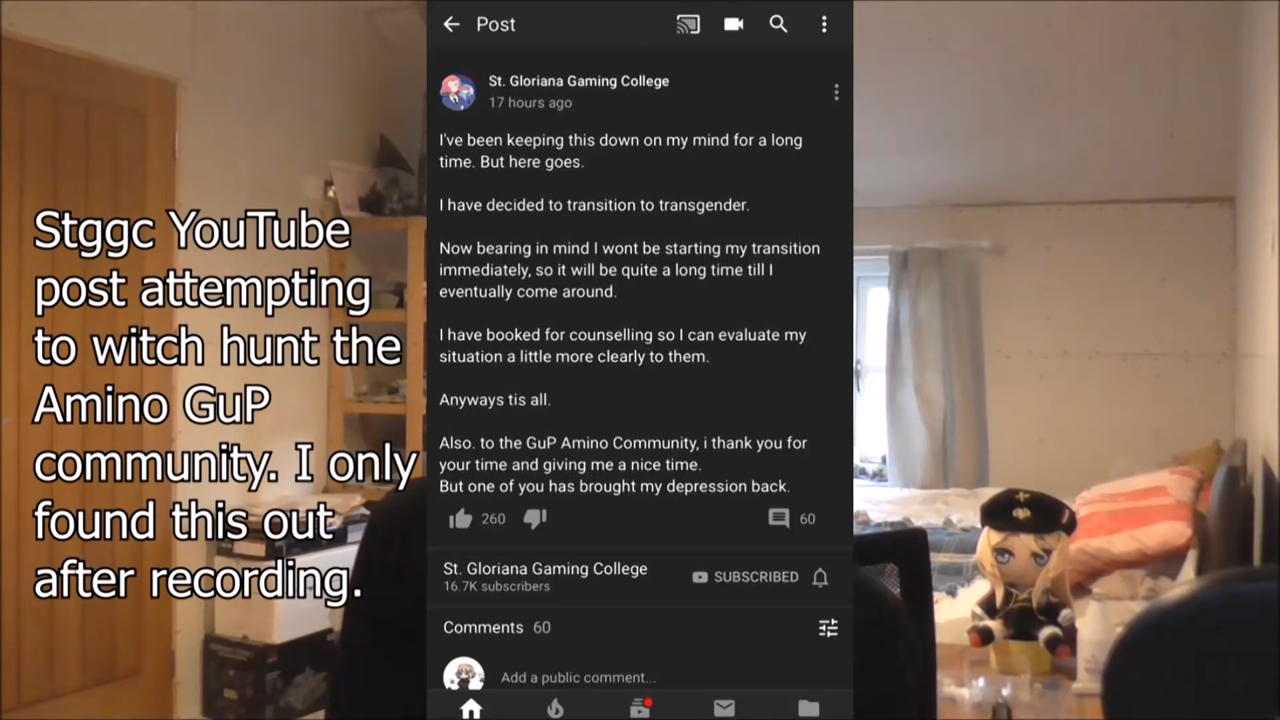 Stggc YouTube
post attempting
to witch hunt the
Amino GuP
community. I only
found this out
after recording.
Post
St. Gloriana Gaming College
17 hours ago
I've been keeping this down on my mind for a long
time. But here goes.
I have decided to transition to transgender.
Now bearing in mind I wont be starting my transition
immediately, so it will be quite a long time till I
eventually come around.
I have booked for counselling so I can evaluate my
situation a little more clearly to them.
Anyways tis all.
Also. to the GuP Amino Community, i thank you for
your time and giving me a nice time.
But one of you has brought my depression back.
260
60
St. Gloriana Gaming College
16.7K subscribers
SUBSCRIBED
Comments 60
Add a public comment...